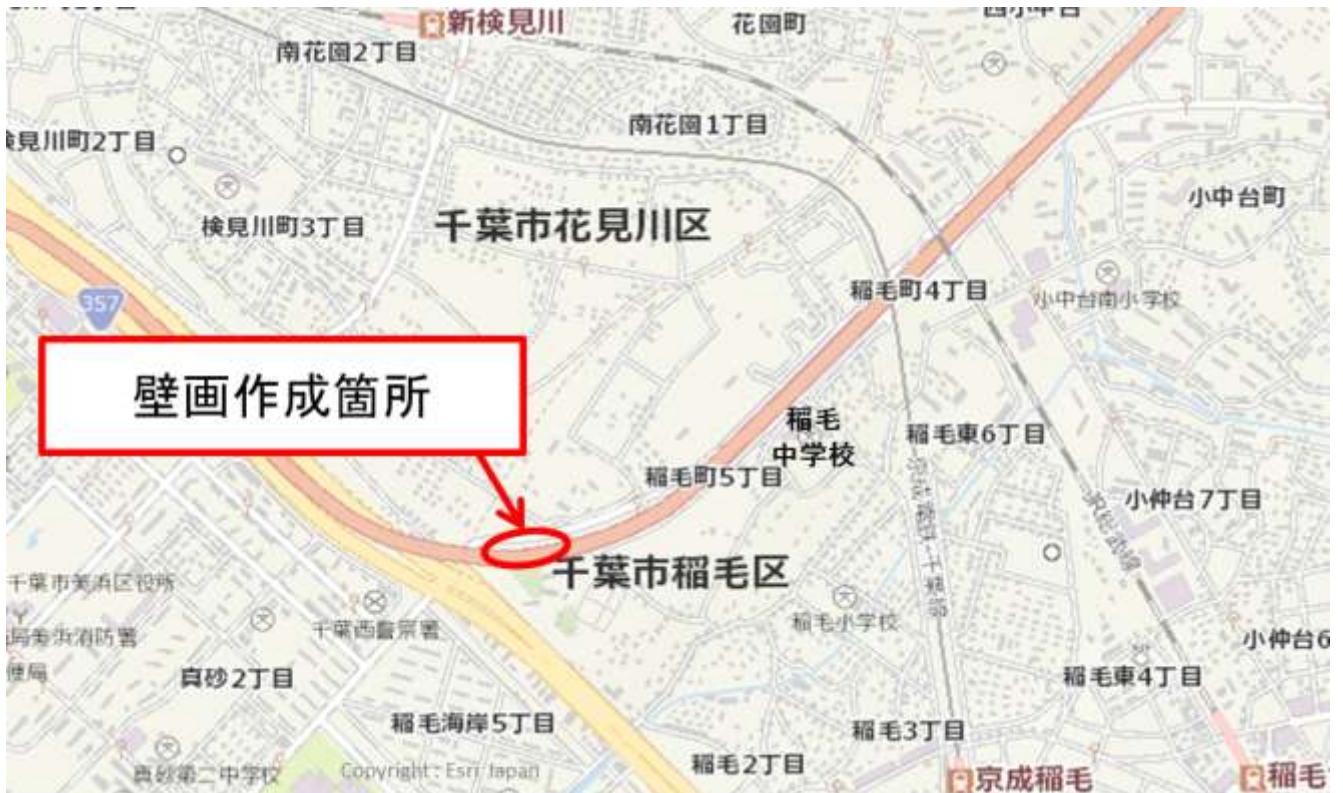 新検見川
花園町
南花園2丁目
南花園1丁目
検見川町2丁目
小中台町
検見川町3丁目
千葉市花見川区
稲毛町4丁目
小中台南小学校
357
壁画作成箇所
稲毛
中学校
稲毛東6丁目
稲毛町5丁目
小仲台7丁目
千葉市稲毛区
千葉市美浜区役所
千葉西警察署
稲毛小学校
真砂2丁目
小仲台6
稲毛東4丁目
稲毛海岸5丁目
稲毛3丁目
真砂第二中学校
Copyright: Esri Japan
稲毛2丁目
京成稲毛
稲毛